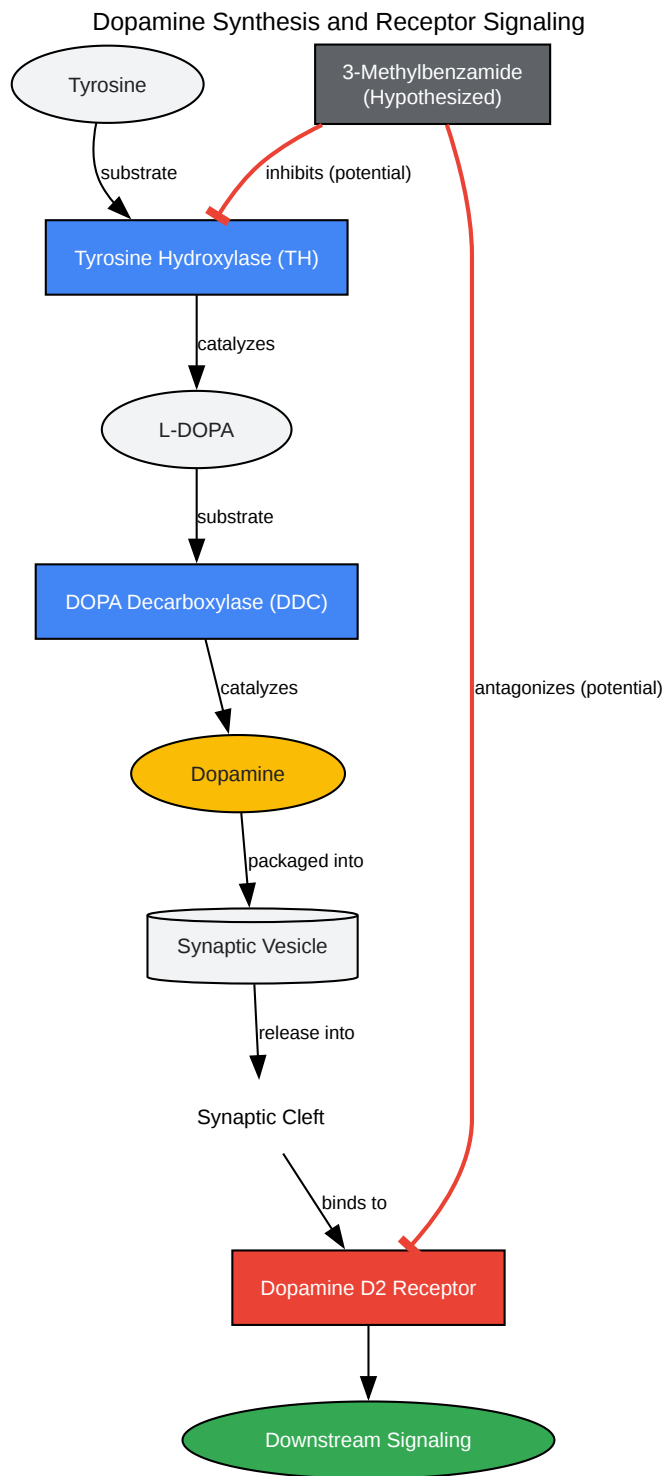 Dopamine Synthesis and Receptor Signaling
Tyrosine
3-Methylbenzamide
(Hypothesized)
substrate
inhibits (potential)
Tyrosine Hydroxylase (TH)
catalyzes
L-DOPA
substrate
DOPA Decarboxylase (DDC)
catalyzes
antagonizes (potential)
Dopamine
packaged into
Synaptic Vesicle
release into
Synaptic Cleft
binds to
Dopamine D2 Receptor
Downstream Signaling